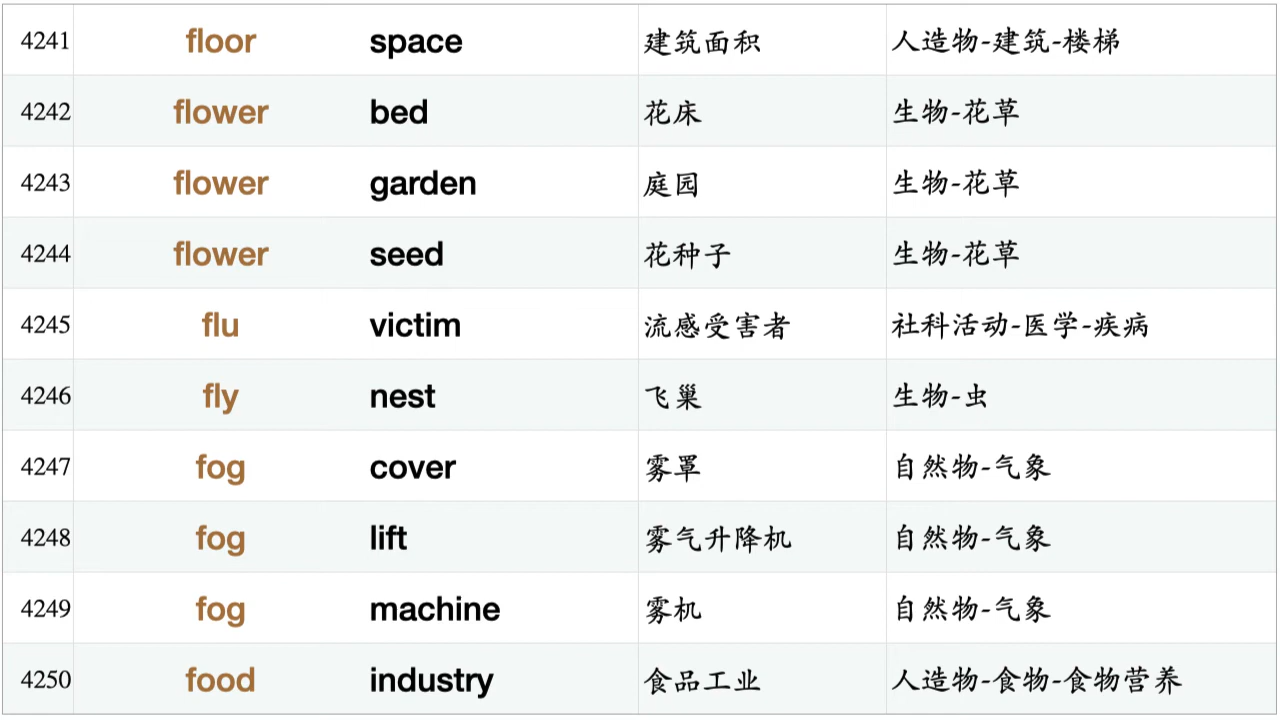 4241 floor space 建筑面积 人造物-建筑-楼梯
4242 flower bed 花床 生物-花草
4243 flower garden 庭园 生物-花草
4244 flower seed 花种子 生物-花草
4245 flu victim 流感受害者 社科活动-医学-疾病
4246 fly nest 飞巢 生物-虫
4247 fog cover 雾罩 自然物-气象
4248 fog lift 雾气升降机 自然物-气象
4249 fog machine 雾机 自然物-气象
4250 food industry 食品工业 人造物-食物-食物营养